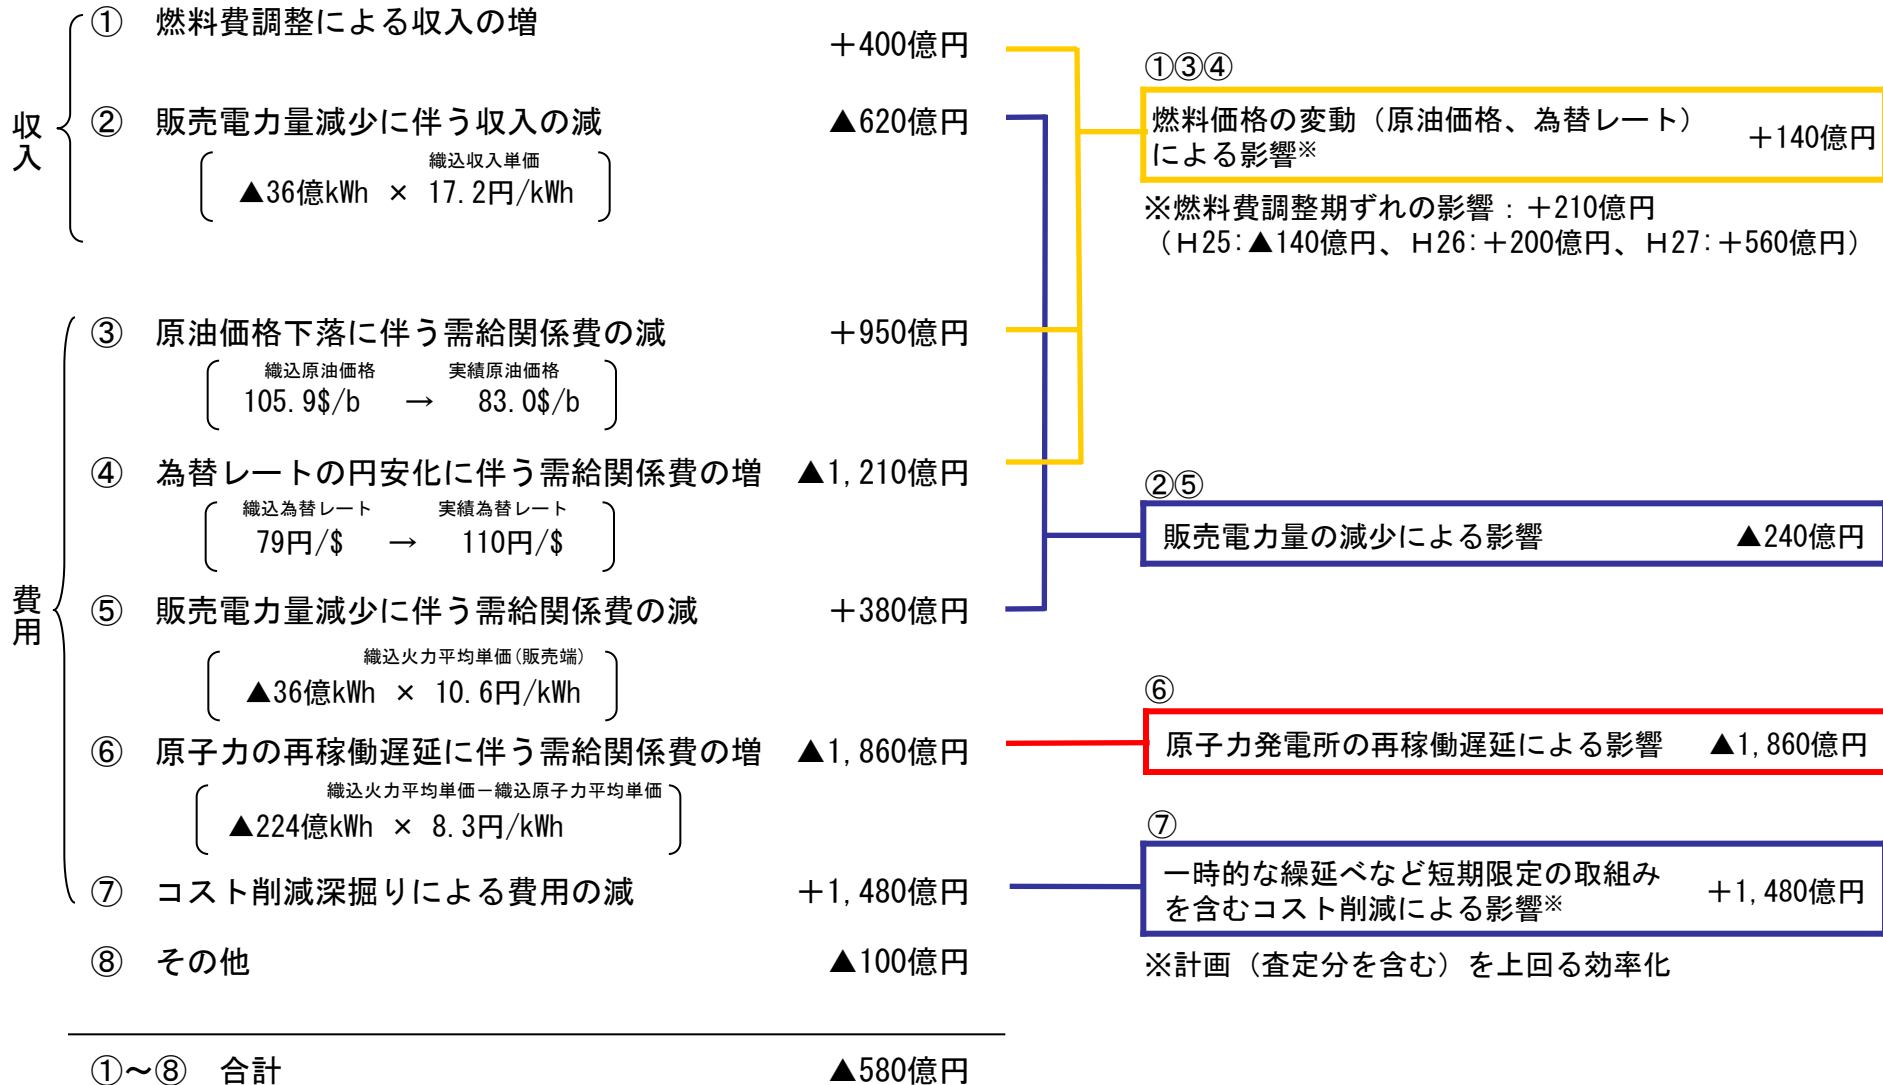 収入
① 燃料費調整による収入の増 +400億円
② 販売電力量減少に伴う収入の減 ▲620億円
織込収入単価
▲36億kWh × 17.2円/kWh
費用
③ 原油価格下落に伴う需給関係費の減 +950億円
織込原油価格 実績原油価格
105.9$/b → 83.0$/b
④ 為替レートの円安化に伴う需給関係費の増 ▲1,210億円
織込為替レート 実績為替レート
79円/$ → 110円/$
⑤ 販売電力量減少に伴う需給関係費の減 +380億円
織込火力平均単価(販売端)
▲36億kWh × 10.6円/kWh
⑥ 原子力の再稼働遅延に伴う需給関係費の増 ▲1,860億円
織込火力平均単価-織込原子力平均単価
▲224億kWh × 8.3円/kWh
⑦ コスト削減深掘りによる費用の減 +1,480億円
⑧ その他 ▲100億円
①~⑧ 合計 ▲580億円
①③④
燃料価格の変動(原油価格、為替レート)
による影響※ +140億円
※燃料費調整期ずれの影響:+210億円
(H25:▲140億円、H26:+200億円、H27:+560億円)
②⑤
販売電力量の減少による影響 ▲240億円
⑥
原子力発電所の再稼働遅延による影響 ▲1,860億円
⑦
一時的な繰延べなど短期限定の取組み
を含むコスト削減による影響※ +1,480億円
※計画(査定分を含む)を上回る効率化